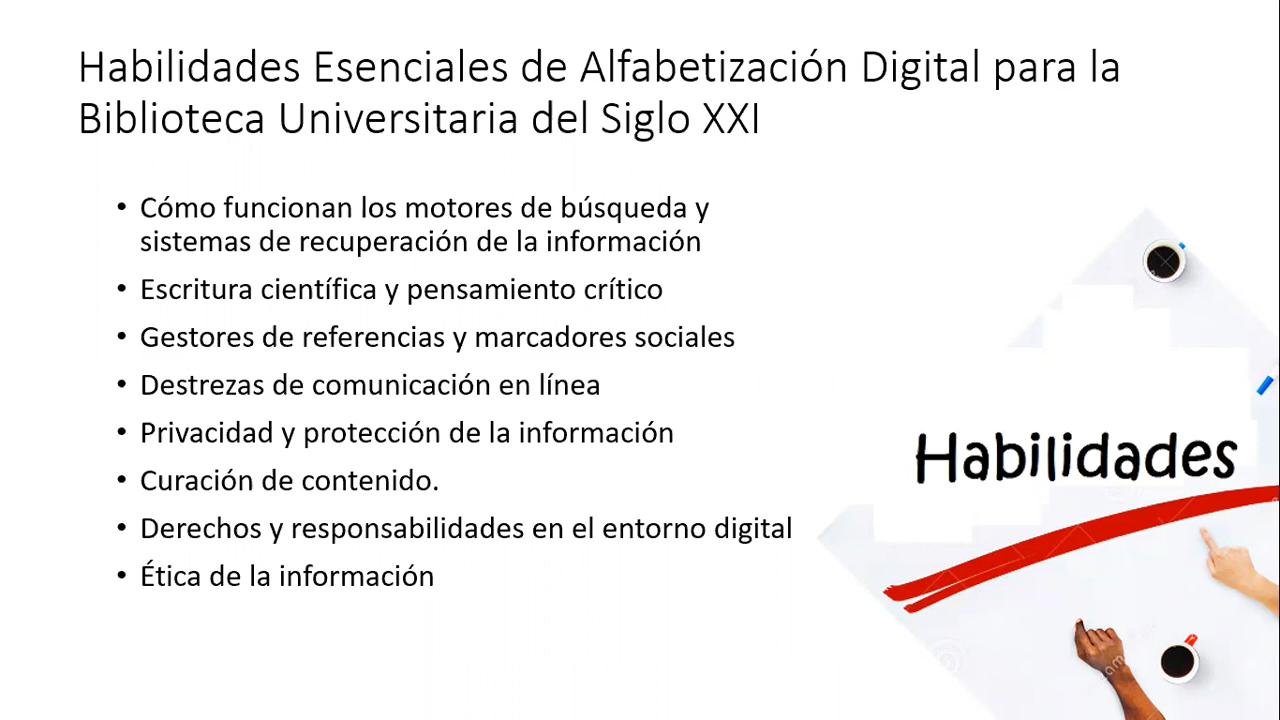 Habilidades Esenciales de Alfabetización Digital para la
Biblioteca Universitaria del Siglo XXI
• Cómo funcionan los motores de búsqueda y
sistemas de recuperación de la información
• Escritura científica y pensamiento crítico
• Gestores de referencias y marcadores sociales
• Destrezas de comunicación en línea
• Privacidad y protección de la información
• Curación de contenido.
• Derechos y responsabilidades en el entorno digital
• Ética de la información
Habilidades